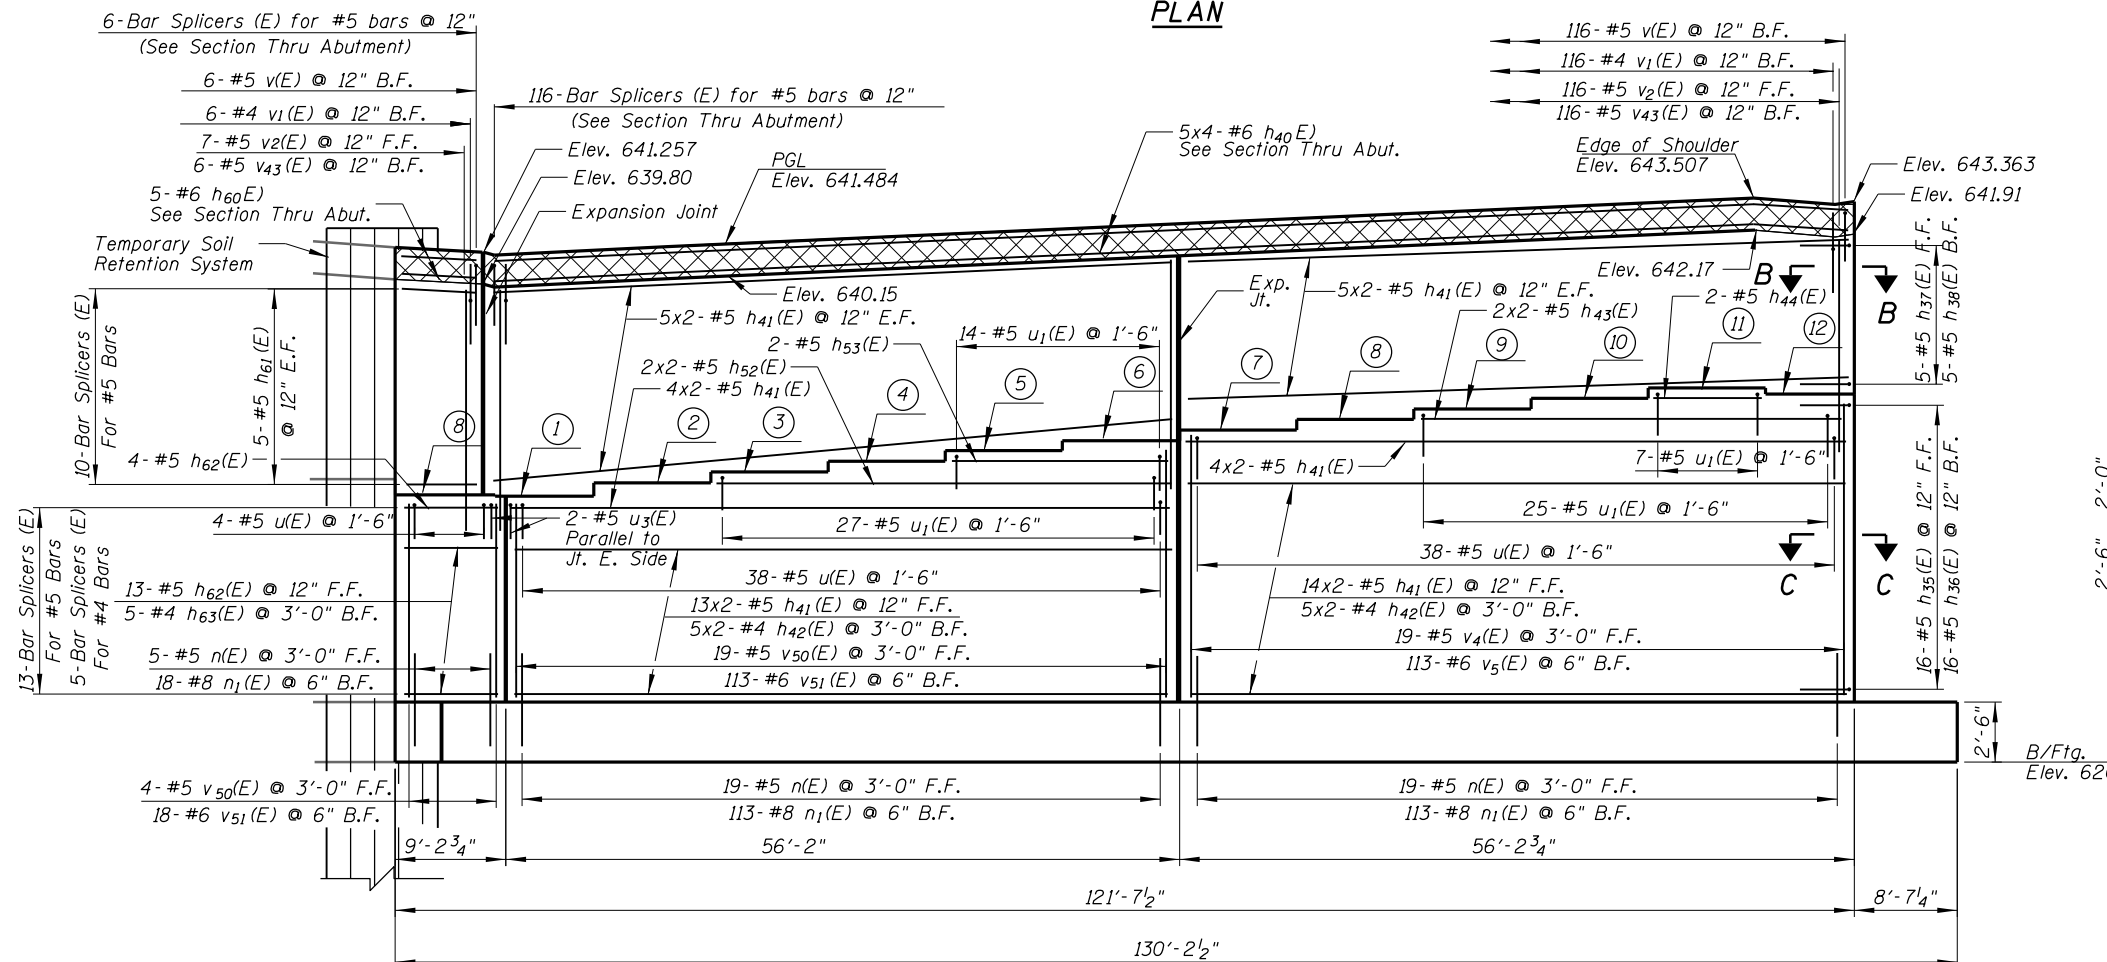 PLAN
6-Bar Splicers (E) for #5 bars @ 12"
(See Section Thru Abutment)
6-#5 v(E) @ 12" B.F.
6-#4 v1(E) @ 12" B.F.
7-#5 v2(E) @ 12" F.F.
6-#5 v43(E) @ 12" B.F.
5-#6 h60E)
See Section Thru Abut.
Temporary Soil
Retention System
116-Bar Splicers (E) for #5 bars @ 12"
(See Section Thru Abutment)
Elev. 641.257
Elev. 639.80
Expansion Joint
PGL
Elev. 641.484
5x4-#6 h40E)
See Section Thru Abut.
116-#5 v(E) @ 12" B.F.
116-#4 v1(E) @ 12" B.F.
116-#5 v2(E) @ 12" F.F.
116-#5 v43(E) @ 12" B.F.
Edge of Shoulder
Elev. 643.507
Elev. 643.363
Elev. 641.91
Elev. 640.15
Elev. 642.17
Exp.
Jt.
B
B
5-#5 h37(E) F.F.
5-#5 h38(E) B.F.
10-Bar Splicers (E)
For #5 Bars
5-#5 h61(E)
@ 12" E.F.
5x2-#5 h41(E) @ 12" E.F.
14-#5 u1(E) @ 1'-6"
2-#5 h53(E)
2x2-#5 h52(E)
4x2-#5 h41(E)
5x2-#5 h41(E) @ 12" E.F.
2x2-#5 h43(E)
2-#5 h44(E)
8
1
2
3
4
5
6
7
8
9
10
11
12
4-#5 h62(E)
4-#5 u(E) @ 1'-6"
2-#5 u3(E)
Parallel to
Jt. E. Side
27-#5 u1(E) @ 1'-6"
4x2-#5 h41(E)
7-#5 u1(E) @ 1'-6"
25-#5 u1(E) @ 1'-6"
38-#5 u(E) @ 1'-6"
38-#5 u(E) @ 1'-6"
C
C
13-Bar Splicers (E)
For #5 Bars
5-Bar Splicers (E)
For #4 Bars
13-#5 h62(E) @ 12" F.F.
5-#4 h63(E) @ 3'-0" B.F.
5-#5 n(E) @ 3'-0" F.F.
18-#8 n1(E) @ 6" B.F.
13x2-#5 h41(E) @ 12" F.F.
5x2-#4 h42(E) @ 3'-0" B.F.
19-#5 v50(E) @ 3'-0" F.F.
113-#6 v51(E) @ 6" B.F.
14x2-#5 h41(E) @ 12" F.F.
5x2-#4 h42(E) @ 3'-0" B.F.
19-#5 v4(E) @ 3'-0" F.F.
113-#6 v5(E) @ 6" B.F.
16-#5 h35(E) @ 12" F.F.
16-#5 h36(E) @ 12" B.F.
2'-6" 2'-0"
2'-6"
B/Ftg.
Elev.
4-#5 v50(E) @ 3'-0" F.F.
18-#6 v51(E) @ 6" B.F.
19-#5 n(E) @ 3'-0" F.F.
113-#8 n1(E) @ 6" B.F.
19-#5 n(E) @ 3'-0" F.F.
113-#8 n1(E) @ 6" B.F.
9'-2¾"
56'-2"
56'-2¾"
121'-7½"
8'-7¼"
130'-2½"